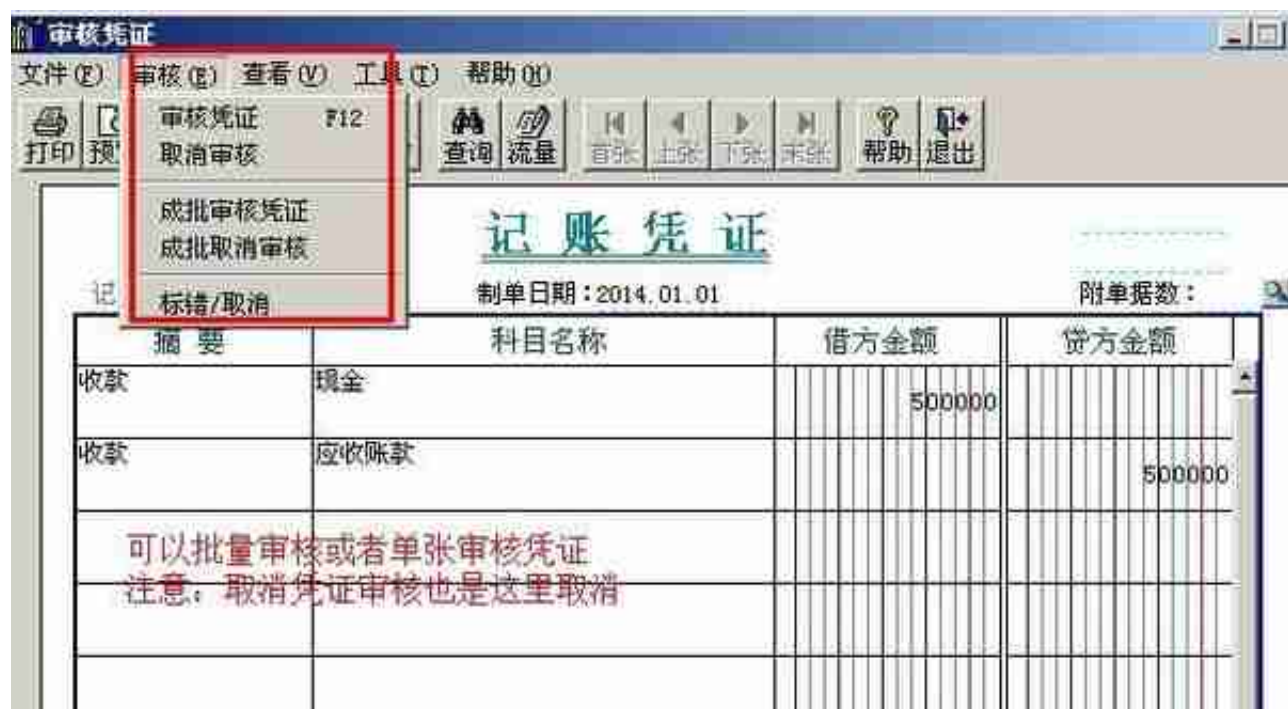 审核凭证
文件(F) 审核(E) 查看(V) 工具(T) 帮助(H)
审核凭证 F12
取消审核
成批审核凭证
成批取消审核
标错/取消
打印 预 查询 流量 首张 上张 下张 末张 帮助 退出
记账凭证
记 制单日期：2014.01.01 附单据数：
摘要 科目名称 借方金额 贷方金额
收款 现金 500000
收款 应收账款 500000
可以批量审核或者单张审核凭证
注意：取消凭证审核也是这里取消